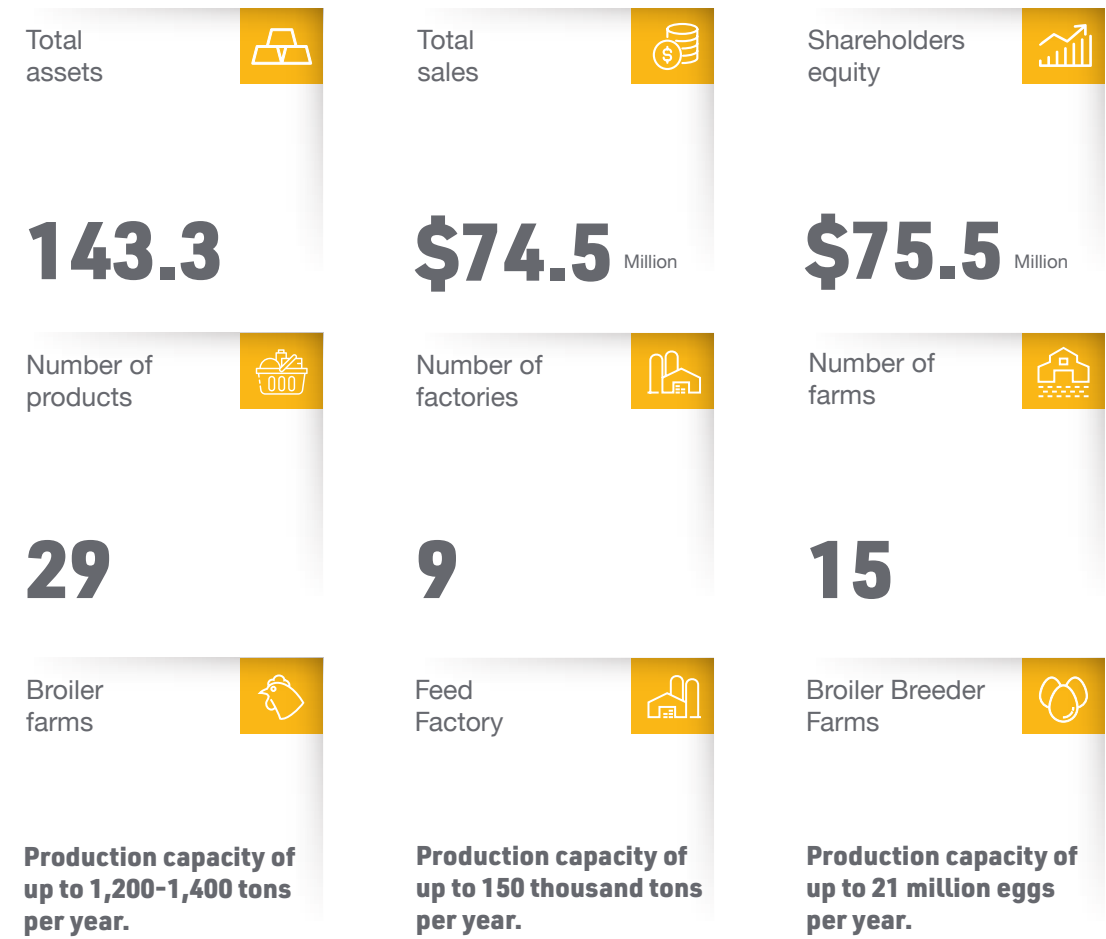 Total
assets
143.3
Total
sales
$74.5 Million
Shareholders
equity
$75.5 Million
Number of
products
29
Number of
factories
9
Number of
farms
15
Broiler
farms
Production capacity of
up to 1,200-1,400 tons
per year.
Feed
Factory
Production capacity of
up to 150 thousand tons
per year.
Broiler Breeder
Farms
Production capacity of
up to 21 million eggs
per year.